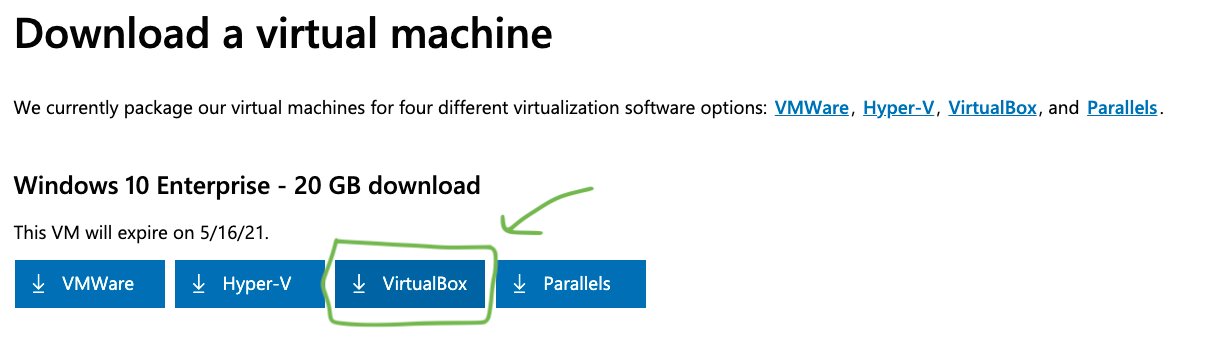 Download a virtual machine
We currently package our virtual machines for four different virtualization software options: VMWare, Hyper-V, VirtualBox, and Parallels.
Windows 10 Enterprise - 20 GB download
This VM will expire on 5/16/21.
VMWare Hyper-V VirtualBox Parallels